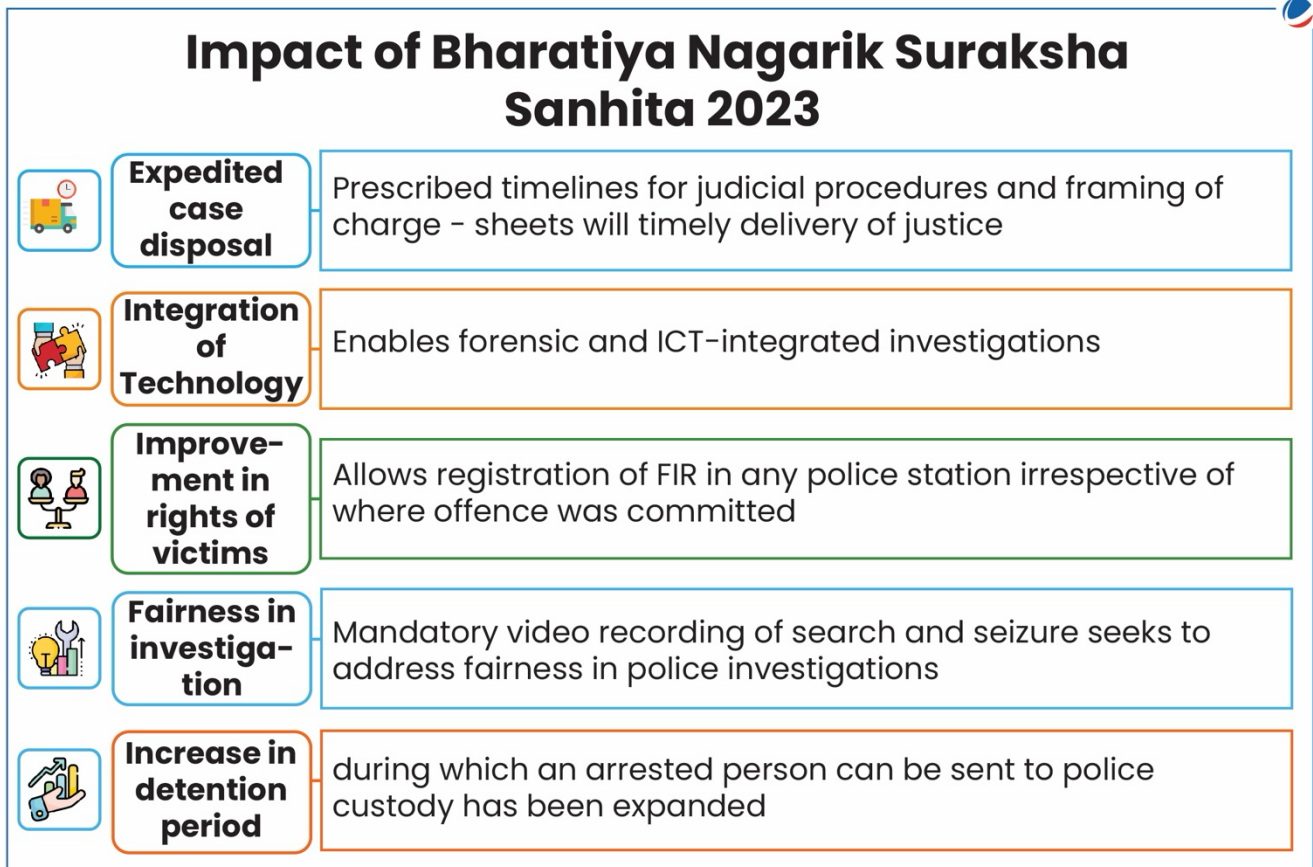 Impact of Bharatiya Nagarik Suraksha
Sanhita 2023
Expedited
case
disposal
Prescribed timelines for judicial procedures and framing of
charge - sheets will timely delivery of justice
Integration
of
Technology
Enables forensic and ICT-integrated investigations
Improve-
ment in
rights of
victims
Allows registration of FIR in any police station irrespective of
where offence was committed
Fairness in
investiga-
tion
Mandatory video recording of search and seizure seeks to
address fairness in police investigations
Increase in
detention
period
during which an arrested person can be sent to police
custody has been expanded